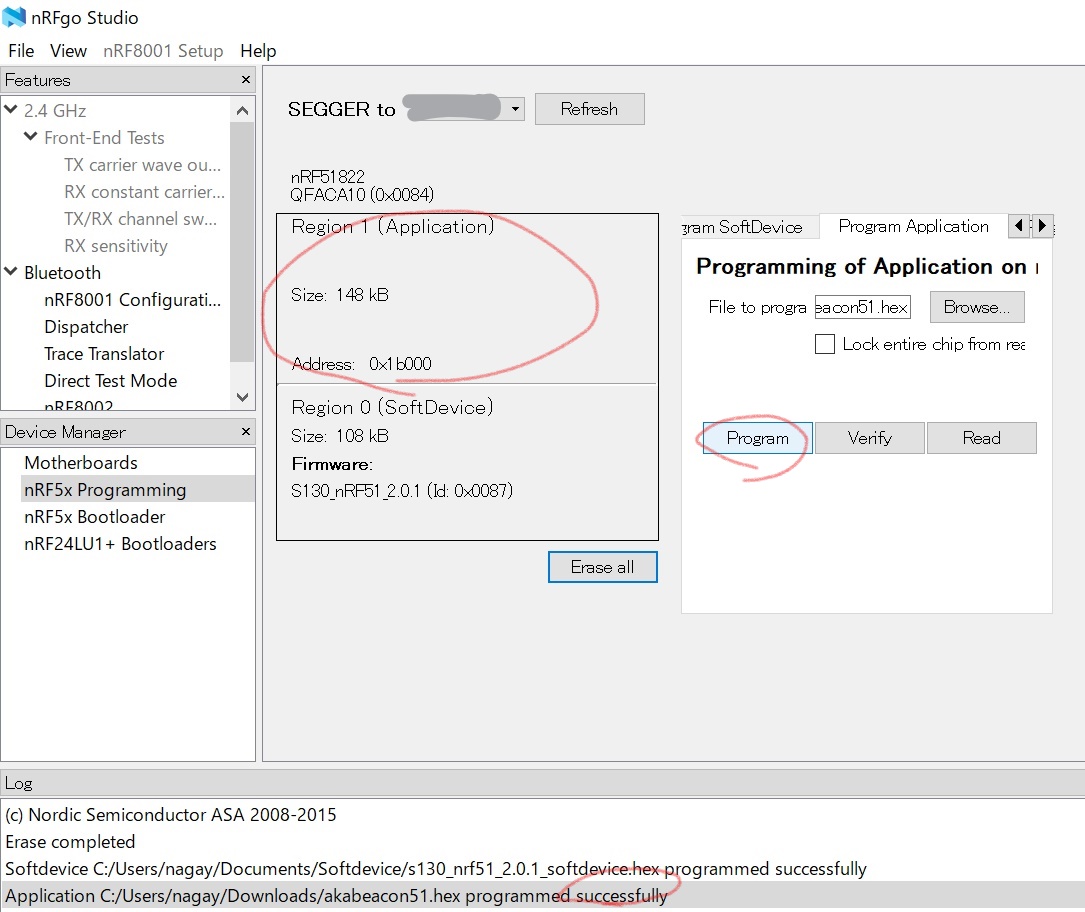 nRFgo Studio
File View nRF8001 Setup Help
Features ×
2.4 GHz
Front-End Tests
TX carrier wave ou...
RX constant carrier...
TX/RX channel sw...
RX sensitivity
Bluetooth
nRF8001 Configurati...
Dispatcher
Trace Translator
Direct Test Mode
nRF8002
Device Manager ×
Motherboards
nRF5x Programming
nRF5x Bootloader
nRF24LU1+ Bootloaders
SEGGER to Refresh
nRF51822
QFACA10 (0x0084)
Region 1 (Application)
Size: 148 kB
Address: 0x1b000
Region 0 (SoftDevice)
Size: 108 kB
Firmware:
S130_nRF51_2.0.1 (Id: 0x0087)
Erase all
gram SoftDevice Program Application
Programming of Application on
File to progra eacon51.hex Browse...
Lock entire chip from rea
Program Verify Read
Log
(c) Nordic Semiconductor ASA 2008-2015
Erase completed
Softdevice C:/Users/nagay/Documents/Softdevice/s130_nrf51_2.0.1_softdevice.hex programmed successfully
Application C:/Users/nagay/Downloads/akabeacon51.hex programmed successfully